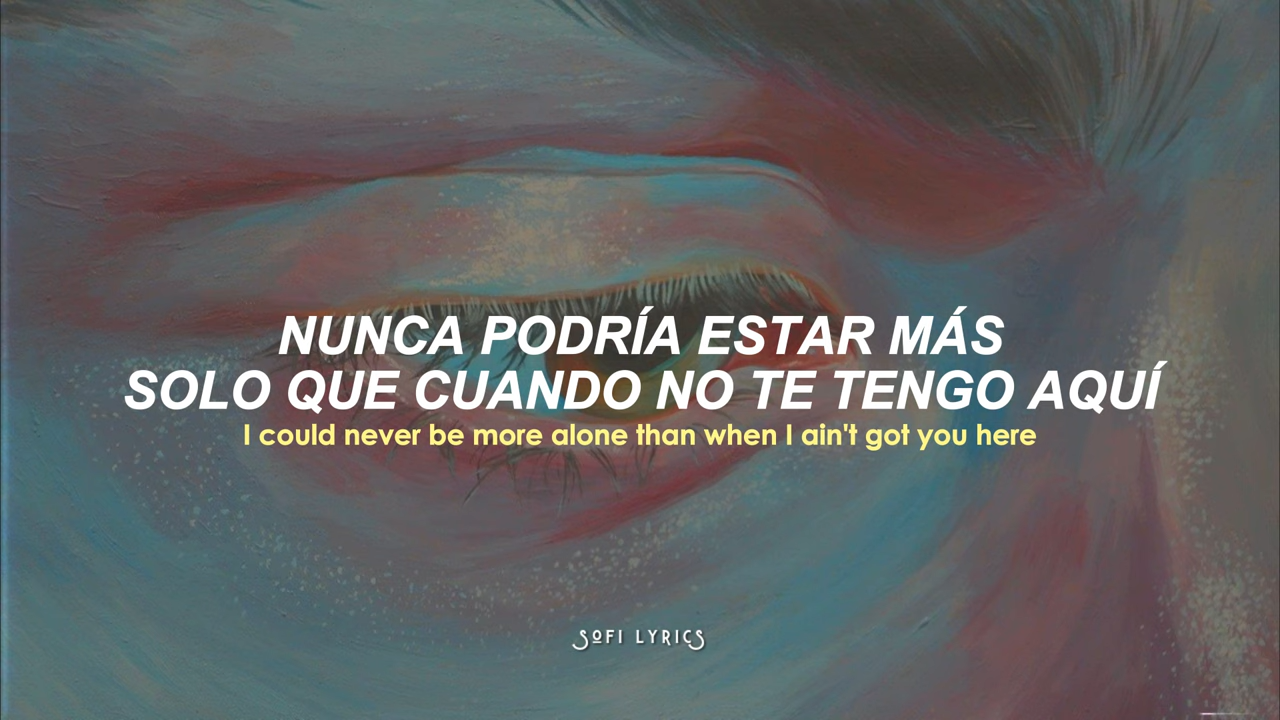 NUNCA PODRÍA ESTAR MÁS
SOLO QUE CUANDO NO TE TENGO AQUÍ
I could never be more alone than when I ain't got you here
SOFI LYRICS